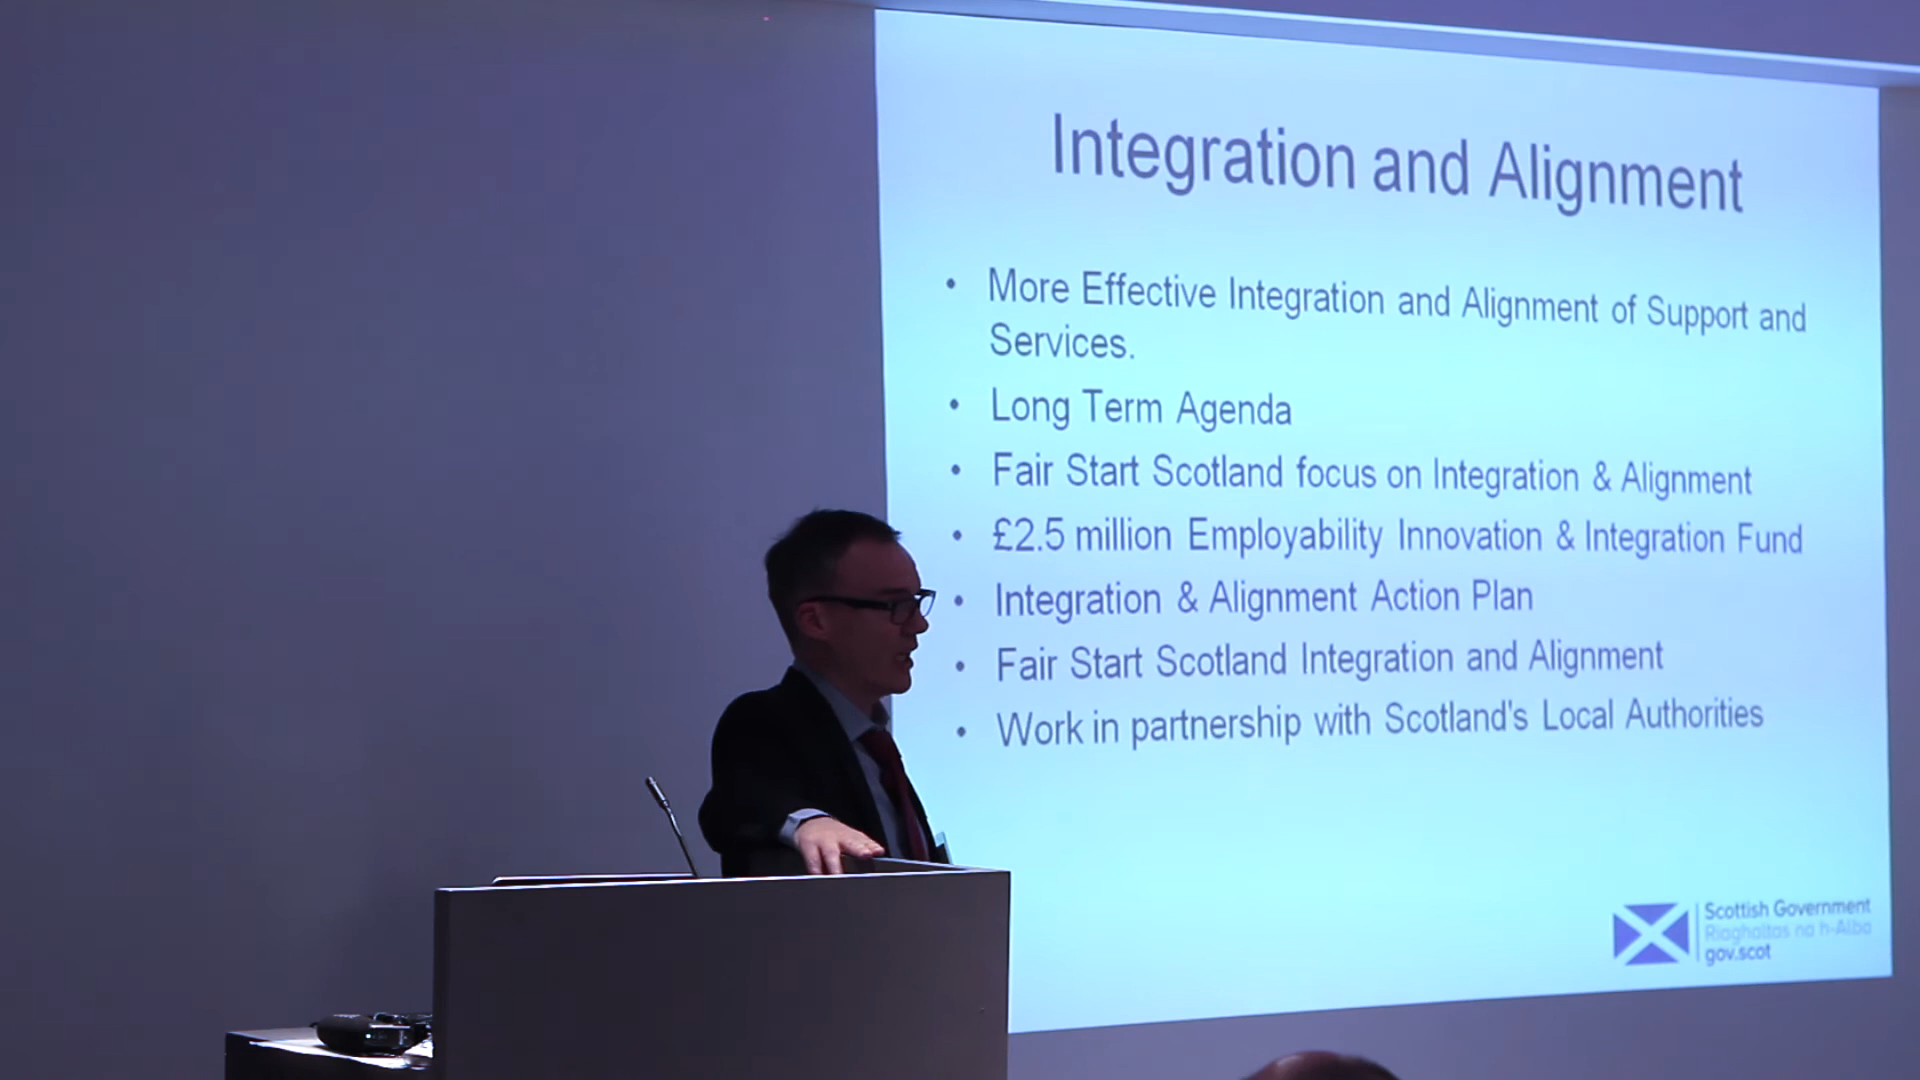 Integration and Alignment
• More Effective Integration and Alignment of Support and
Services.
• Long Term Agenda
• Fair Start Scotland focus on Integration & Alignment
• £2.5 million Employability Innovation & Integration Fund
• Integration & Alignment Action Plan
• Fair Start Scotland Integration and Alignment
• Work in partnership with Scotland's Local Authorities
Scottish Government
Riaghaltas na h-Alba
gov.scot